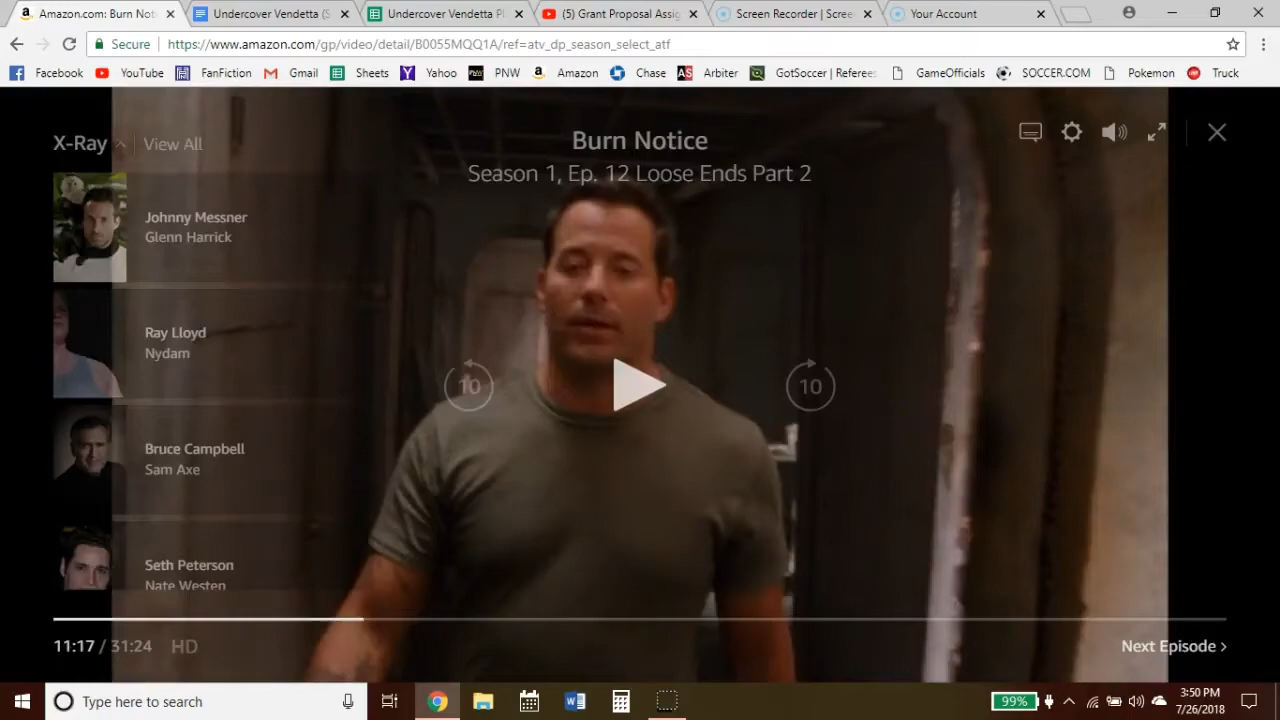 Amazon.com: Burn Not
Undercover Vendetta (S
Undercover Vendetta Pl
(5) Grant Proposal Assig
Screen Recorder | Scree
Your Account
Secure
https://www.amazon.com/gp/video/detail/B0055MQQ1A/ref=atv_dp_season_select_atf
Facebook
YouTube
FanFiction
Gmail
Sheets
Yahoo
PNW
Amazon
Chase
Arbiter
GotSoccer | Referees
GameOfficials
SOCCER.COM
Pokemon
Truck
X-Ray
View All
Burn Notice
Season 1, Ep. 12 Loose Ends Part 2
Johnny Messner
Glenn Harrick
Ray Lloyd
Nydam
10
10
Bruce Campbell
Sam Axe
Seth Peterson
Nate Westen
11:17 / 31:24 HD
Next Episode >
Type here to search
99%
3:50 PM
7/26/2018